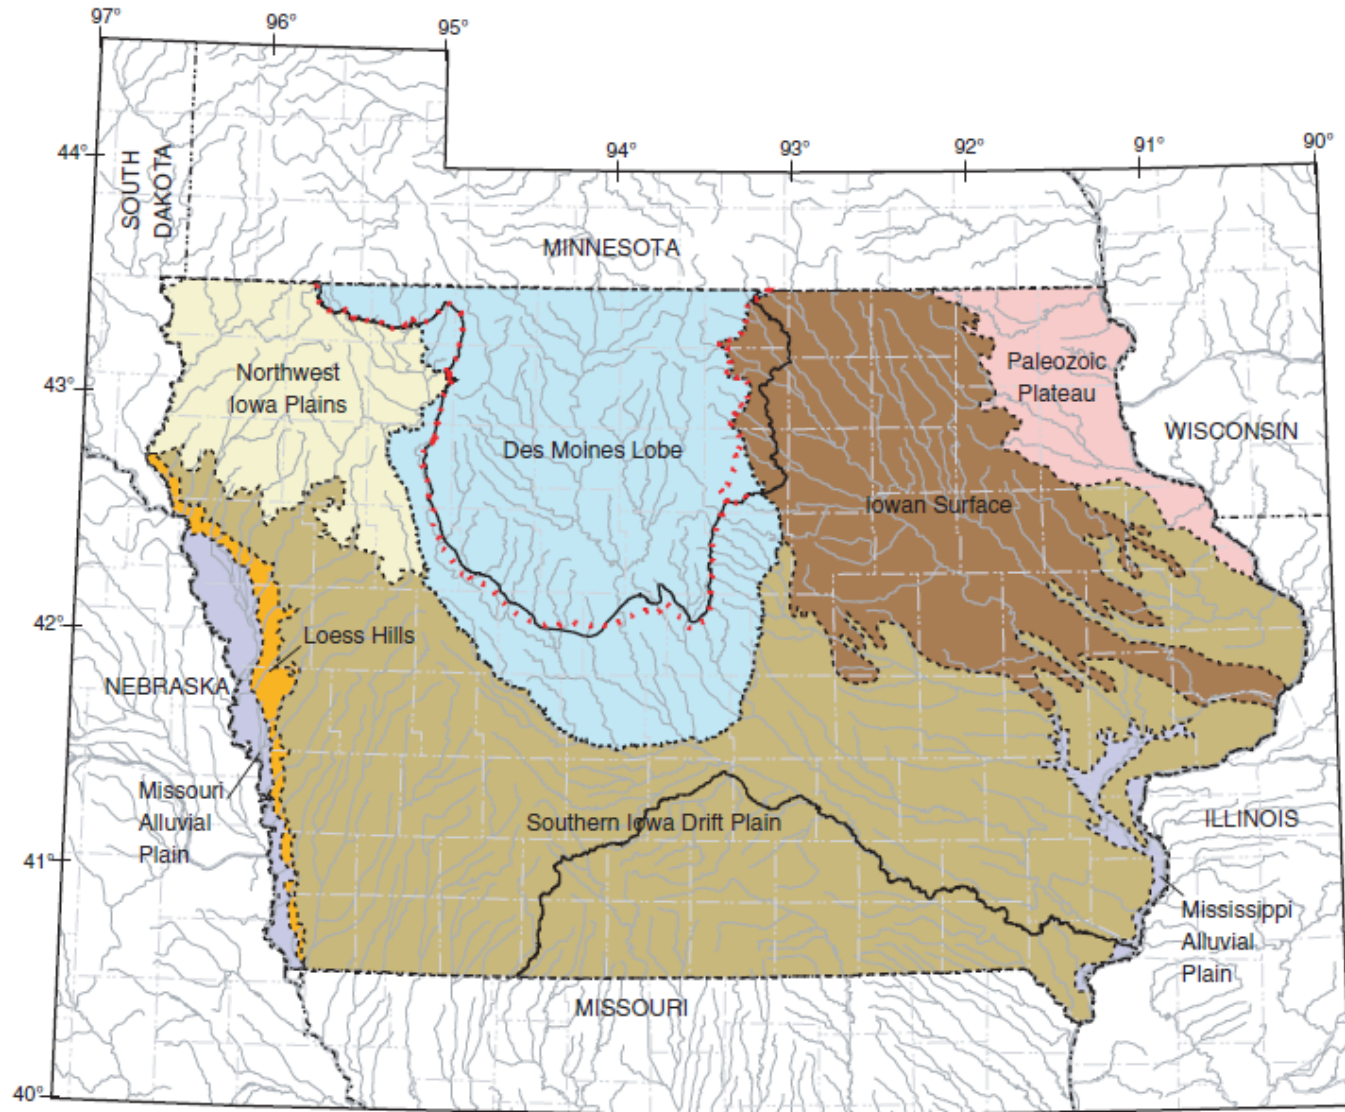 97°
96°
95°
44°
94°
93°
92°
91°
90°
SOUTH
DAKOTA
MINNESOTA
43°
Northwest
Iowa Plains
Des Moines Lobe
Paleozoic
Plateau
WISCONSIN
Iowan Surface
42°
Loess Hills
NEBRASKA
Missouri
Alluvial
Plain
Southern Iowa Drift Plain
ILLINOIS
41°
Mississippi
Alluvial
Plain
MISSOURI
40°